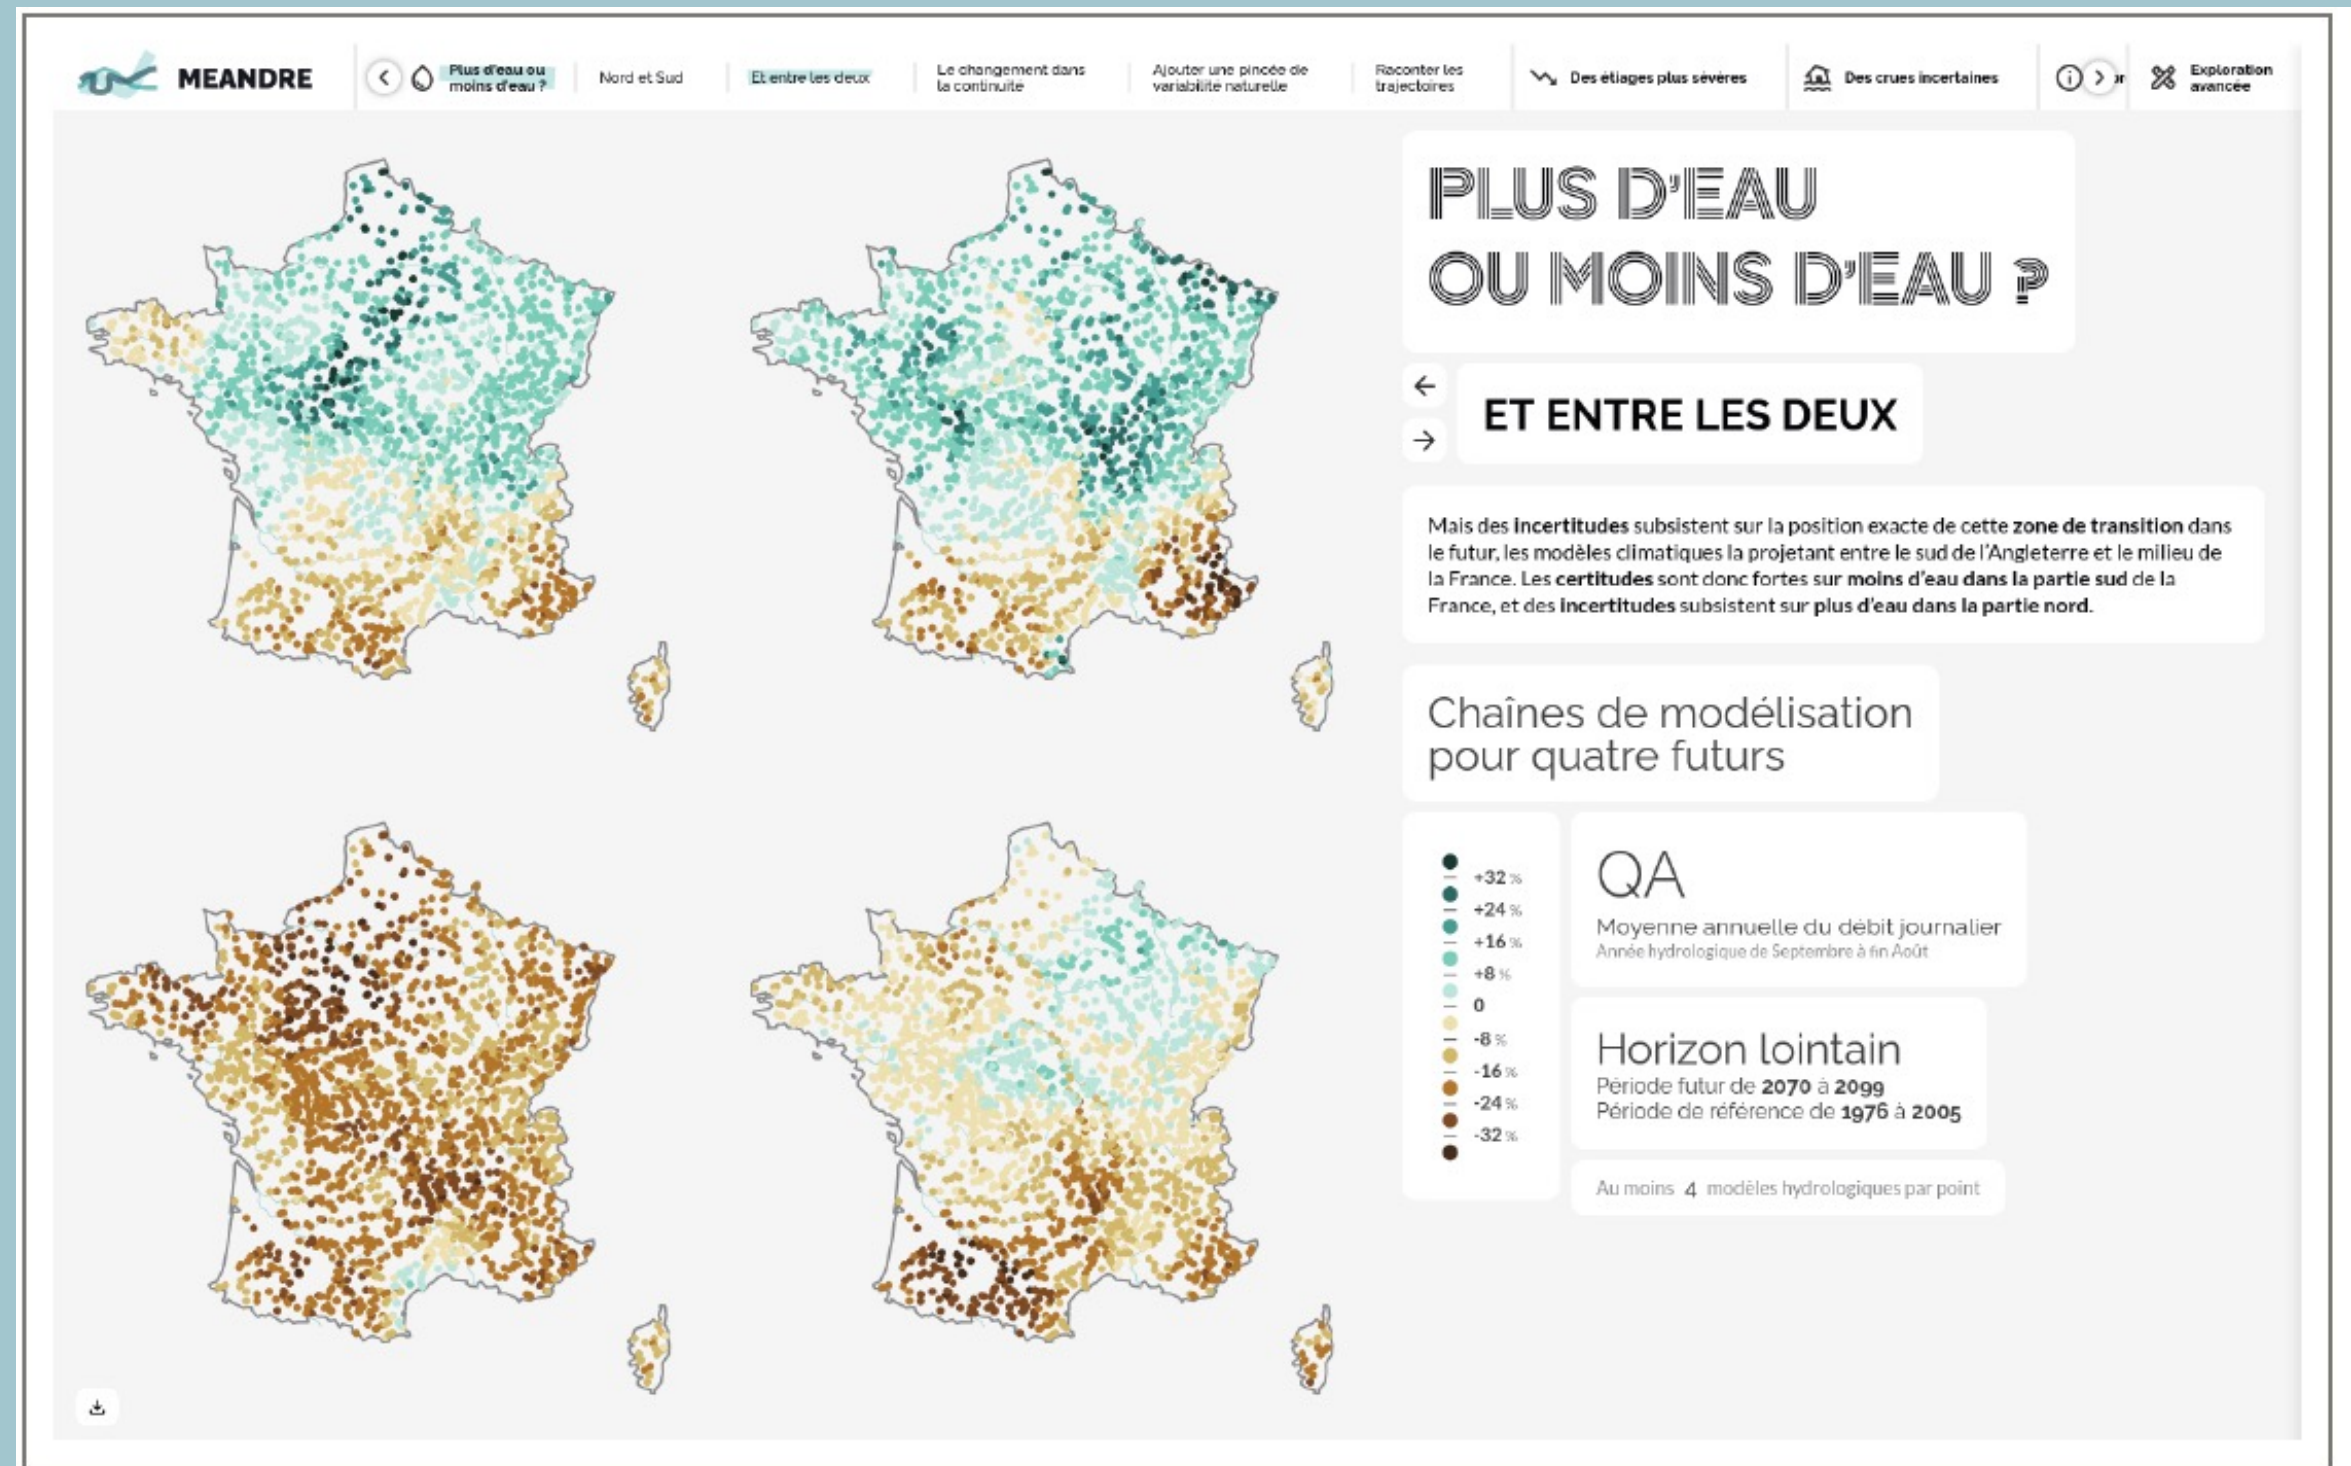 MEANDRE
Plus d'eau ou
moins d'eau ?
Nord et Sud
Et entre les deux
Le changement dans
la continuité
Ajouter une pincée de
variabilité naturelle
Raconter les
trajectoires
Des étiages plus sévères
Des crues incertaines
Exploration
avancée
PLUS D'EAU
OU MOINS D'EAU ?
ET ENTRE LES DEUX
Mais des incertitudes subsistent sur la position exacte de cette zone de transition dans
le futur, les modèles climatiques la projetant entre le sud de l'Angleterre et le milieu de
la France. Les certitudes sont donc fortes sur moins d'eau dans la partie sud de la
France, et des incertitudes subsistent sur plus d'eau dans la partie nord.
Chaînes de modélisation
pour quatre futurs
+32 %
+24 %
+16 %
+8 %
0
-8 %
-16 %
-24 %
-32 %
QA
Moyenne annuelle du débit journalier
Année hydrologique de Septembre à fin Août
Horizon lointain
Période futur de 2070 à 2099
Période de référence de 1976 à 2005
Au moins 4 modèles hydrologiques par point